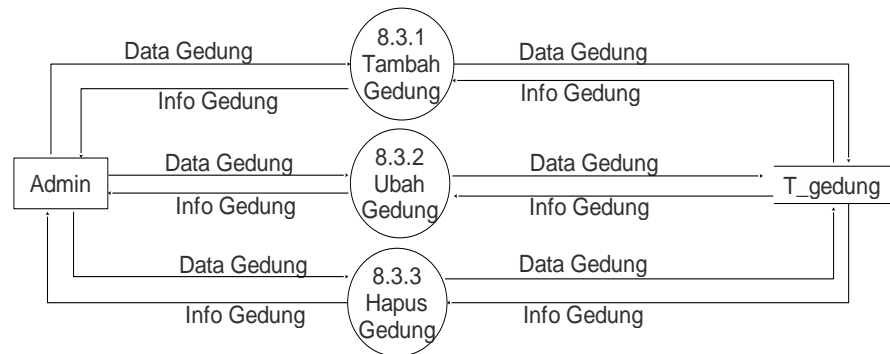 Data Gedung
8.3.1
Tambah
Gedung
Data Gedung
Info Gedung
Info Gedung
Admin
Data Gedung
8.3.2
Ubah
Gedung
Data Gedung
T_gedung
Info Gedung
Info Gedung
Data Gedung
8.3.3
Hapus
Gedung
Data Gedung
Info Gedung
Info Gedung